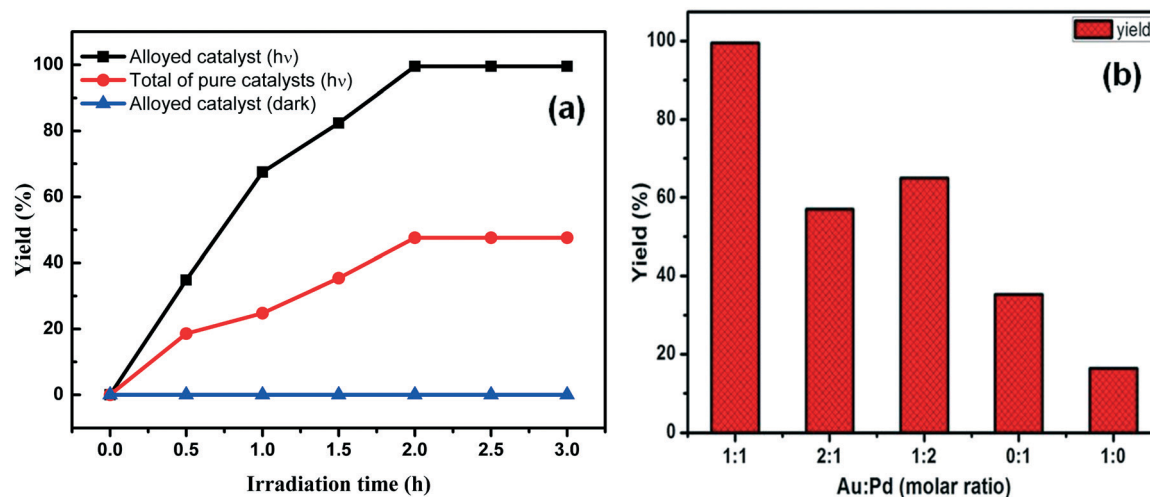 Alloyed catalyst (hν)
Total of pure catalysts (hν)
Alloyed catalyst (dark)
(a)
100
80
60
40
20
0
Yield (%)
0.0 0.5 1.0 1.5 2.0 2.5 3.0
Irradiation time (h)
yield
(b)
100
80
60
40
20
0
Yield (%)
1:1 2:1 1:2 0:1 1:0
Au:Pd (molar ratio)